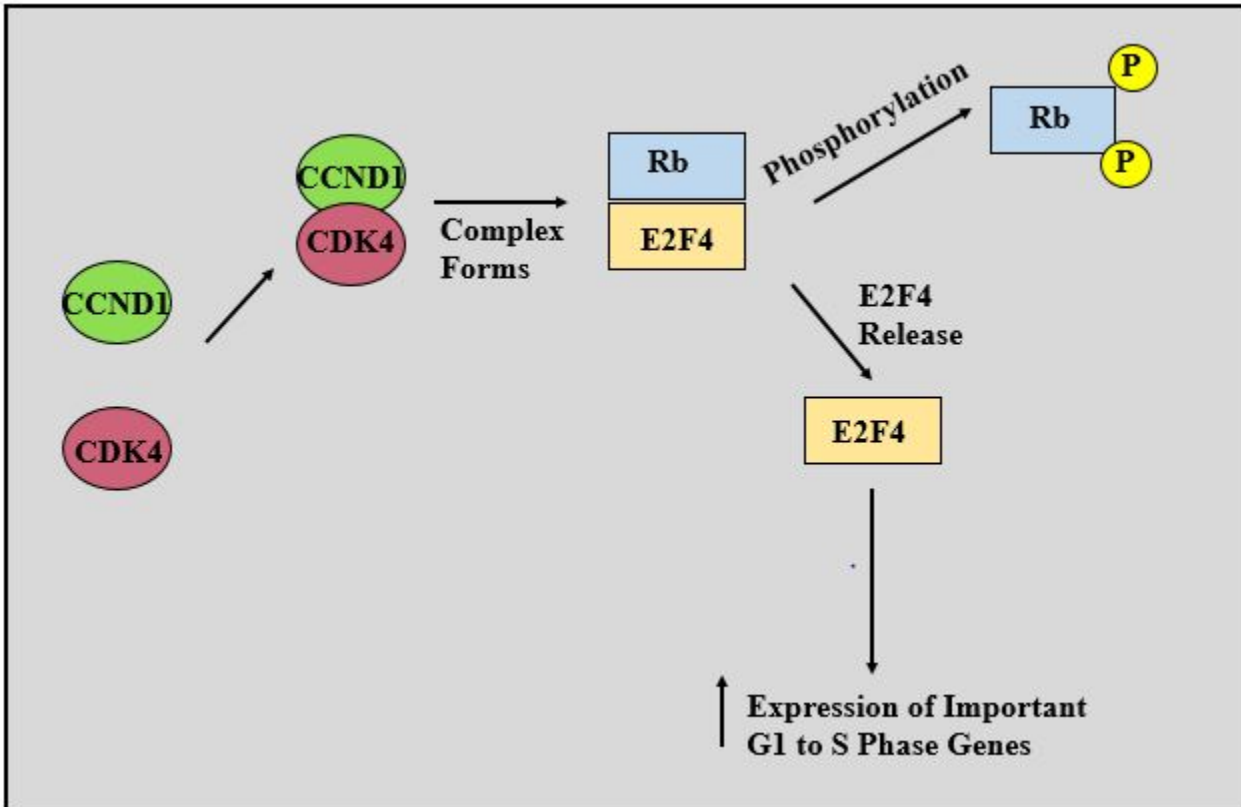 CCND1
CDK4
CCND1
CDK4
Complex
Forms
Rb
E2F4
Phosphorylation
Rb
P
P
E2F4
Release
E2F4
Expression of Important
G1 to S Phase Genes